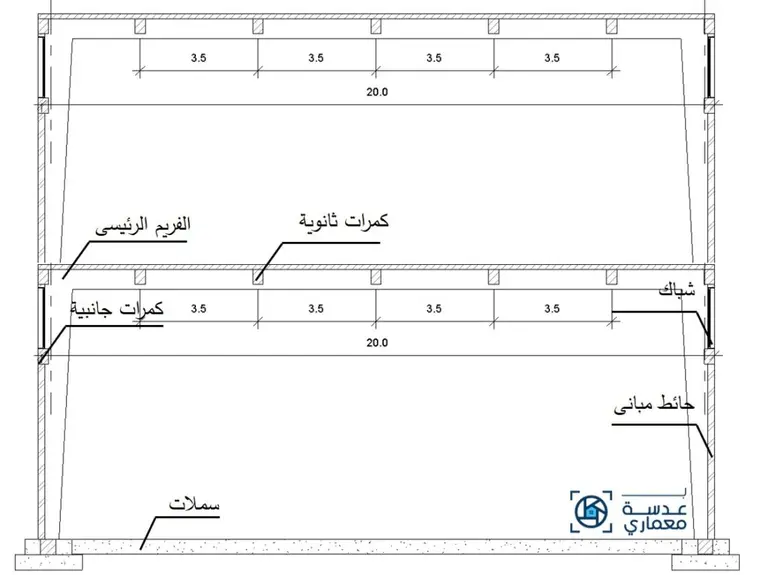 3.5 3.5 3.5 3.5
20.0
الفريم الرئيسى
كمرات ثانوية
3.5 3.5 3.5 3.5
شباك
كمرات جانبية
20.0
حائط مبانى
سملات
بـ
عدسة
معماري